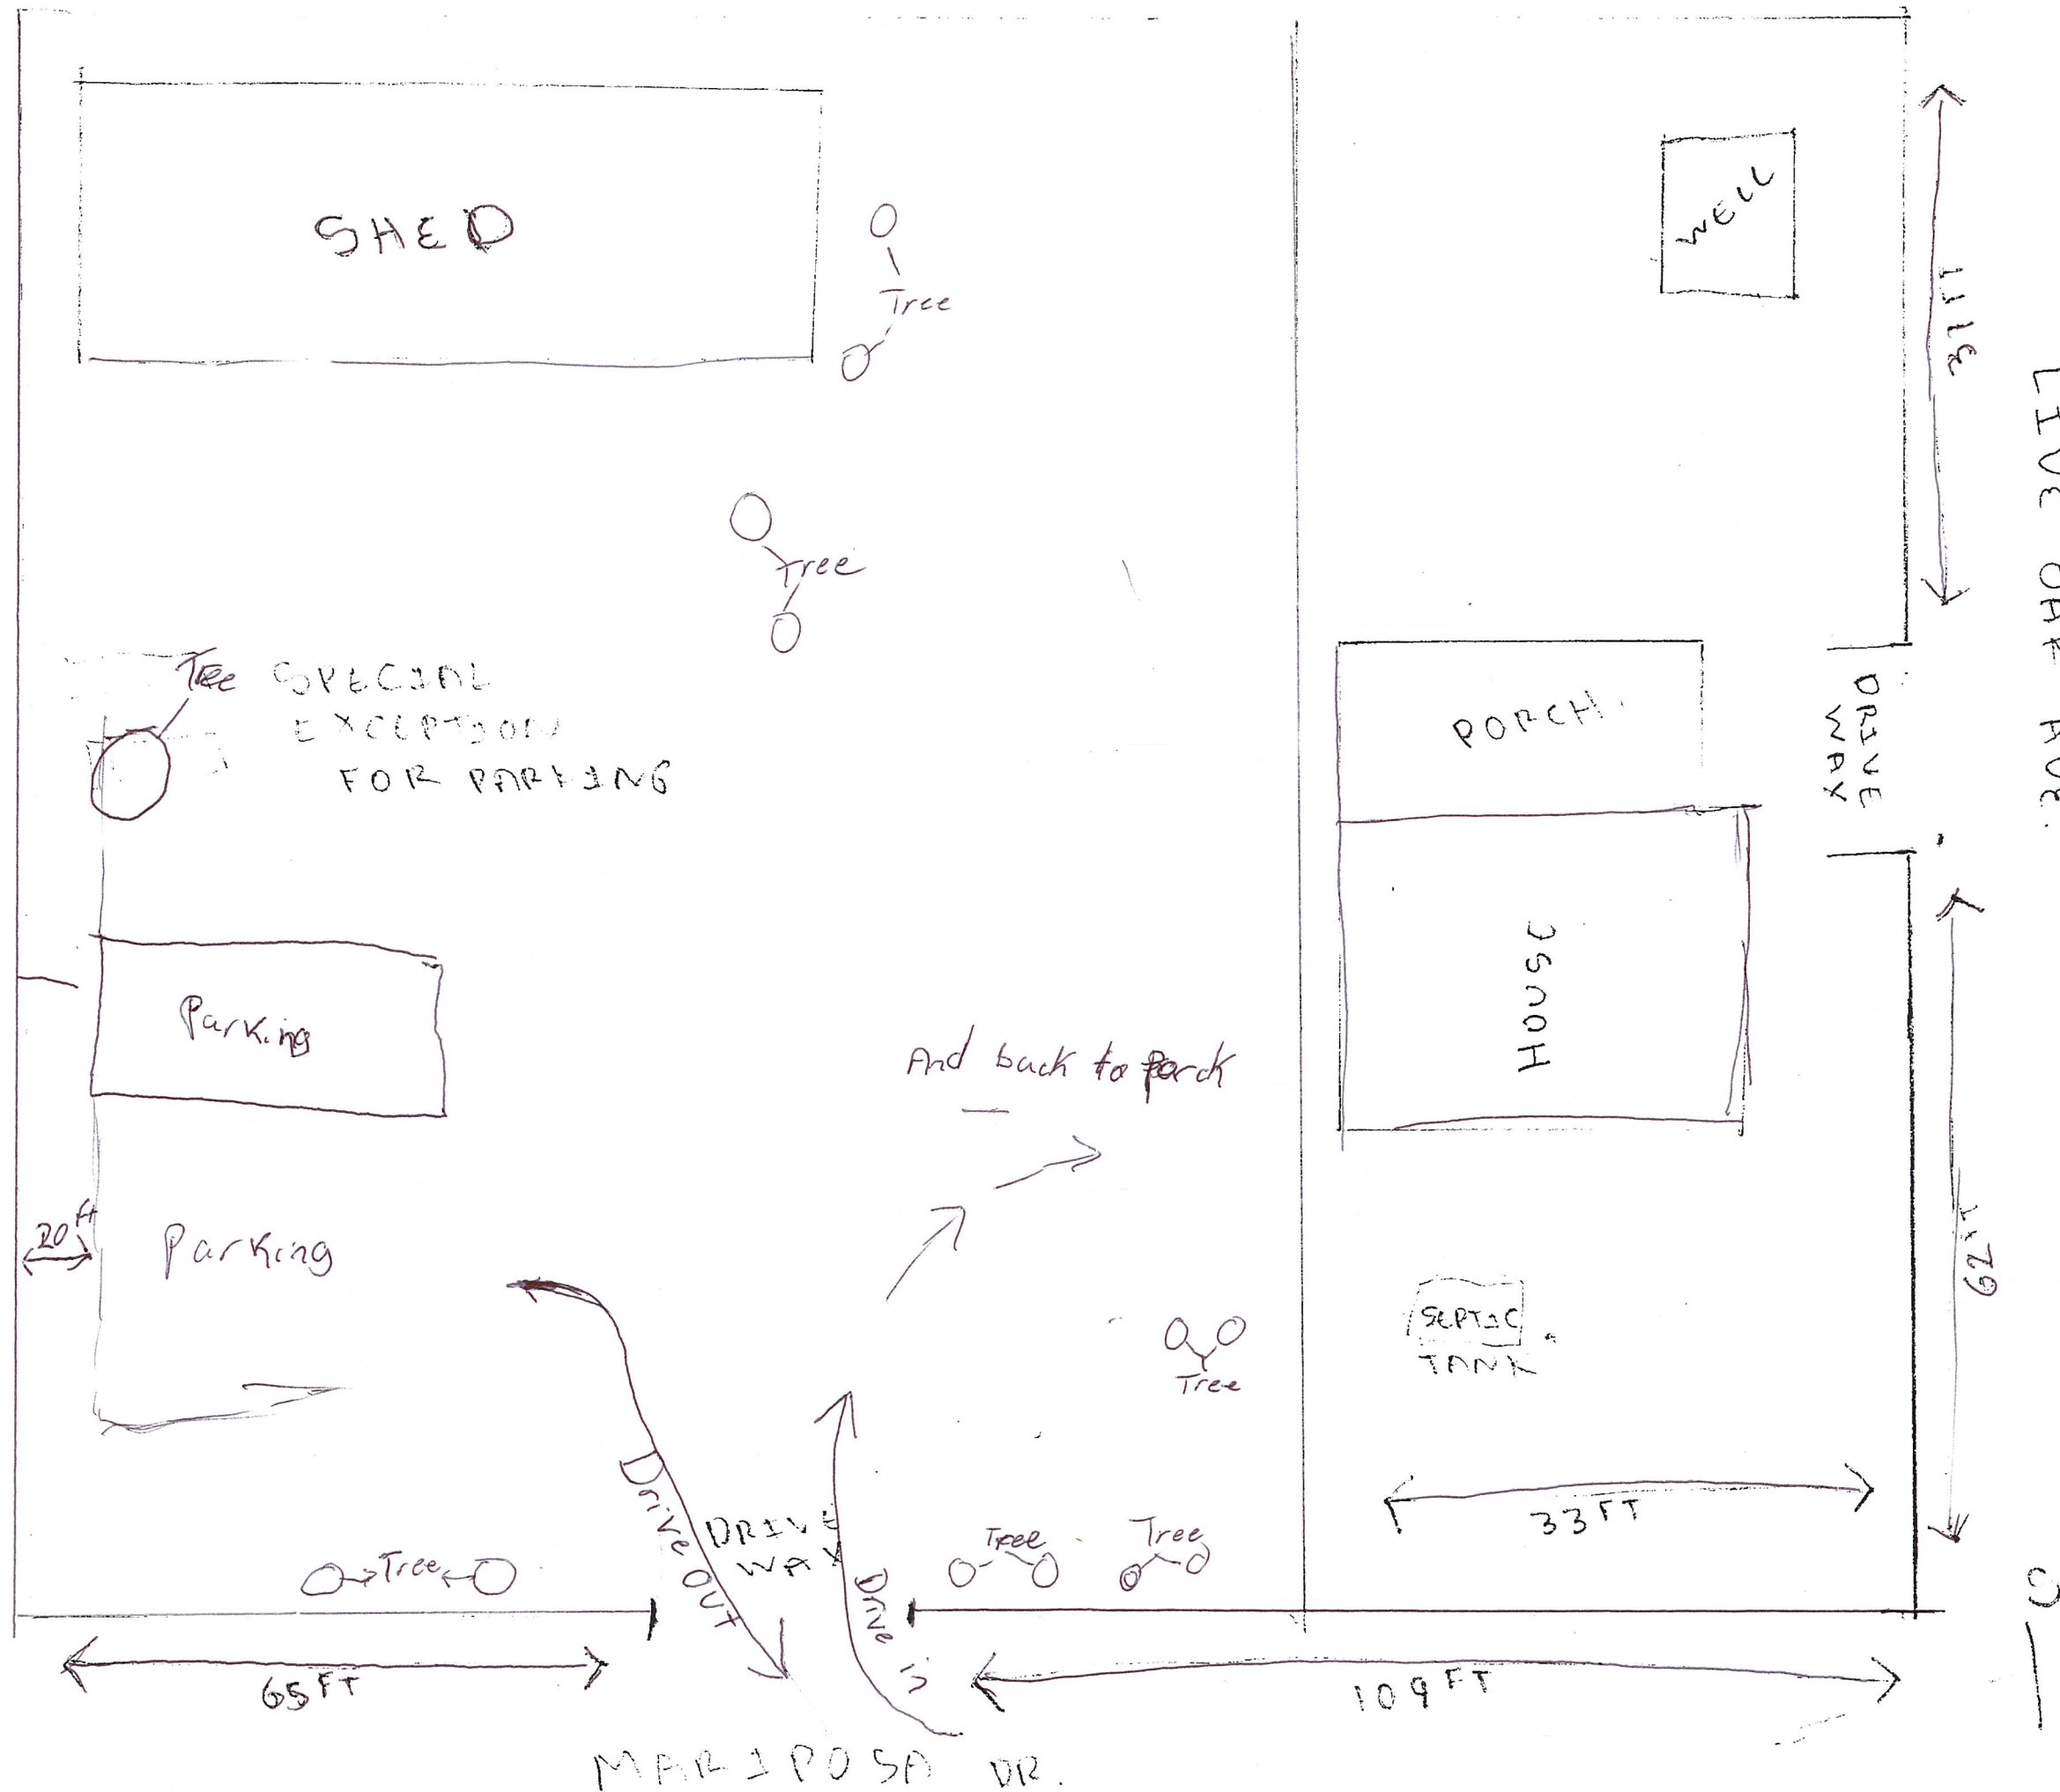 SHED
Tree
WELL
31FT
LIVE OAK AVE.
Tree
Tree
SPECIAL
EXCEPTION
FOR PARKING
PORCH.
DRIVE
WAY
HOUSE
Parking
And back to
20ft
Parking
62FT
SEPTIC
TANK
Tree
33FT
Drive OUT
DRIVE
WAY
Drive in
Tree
Tree
Tree
65FT
109FT
MARIPOSA DR.